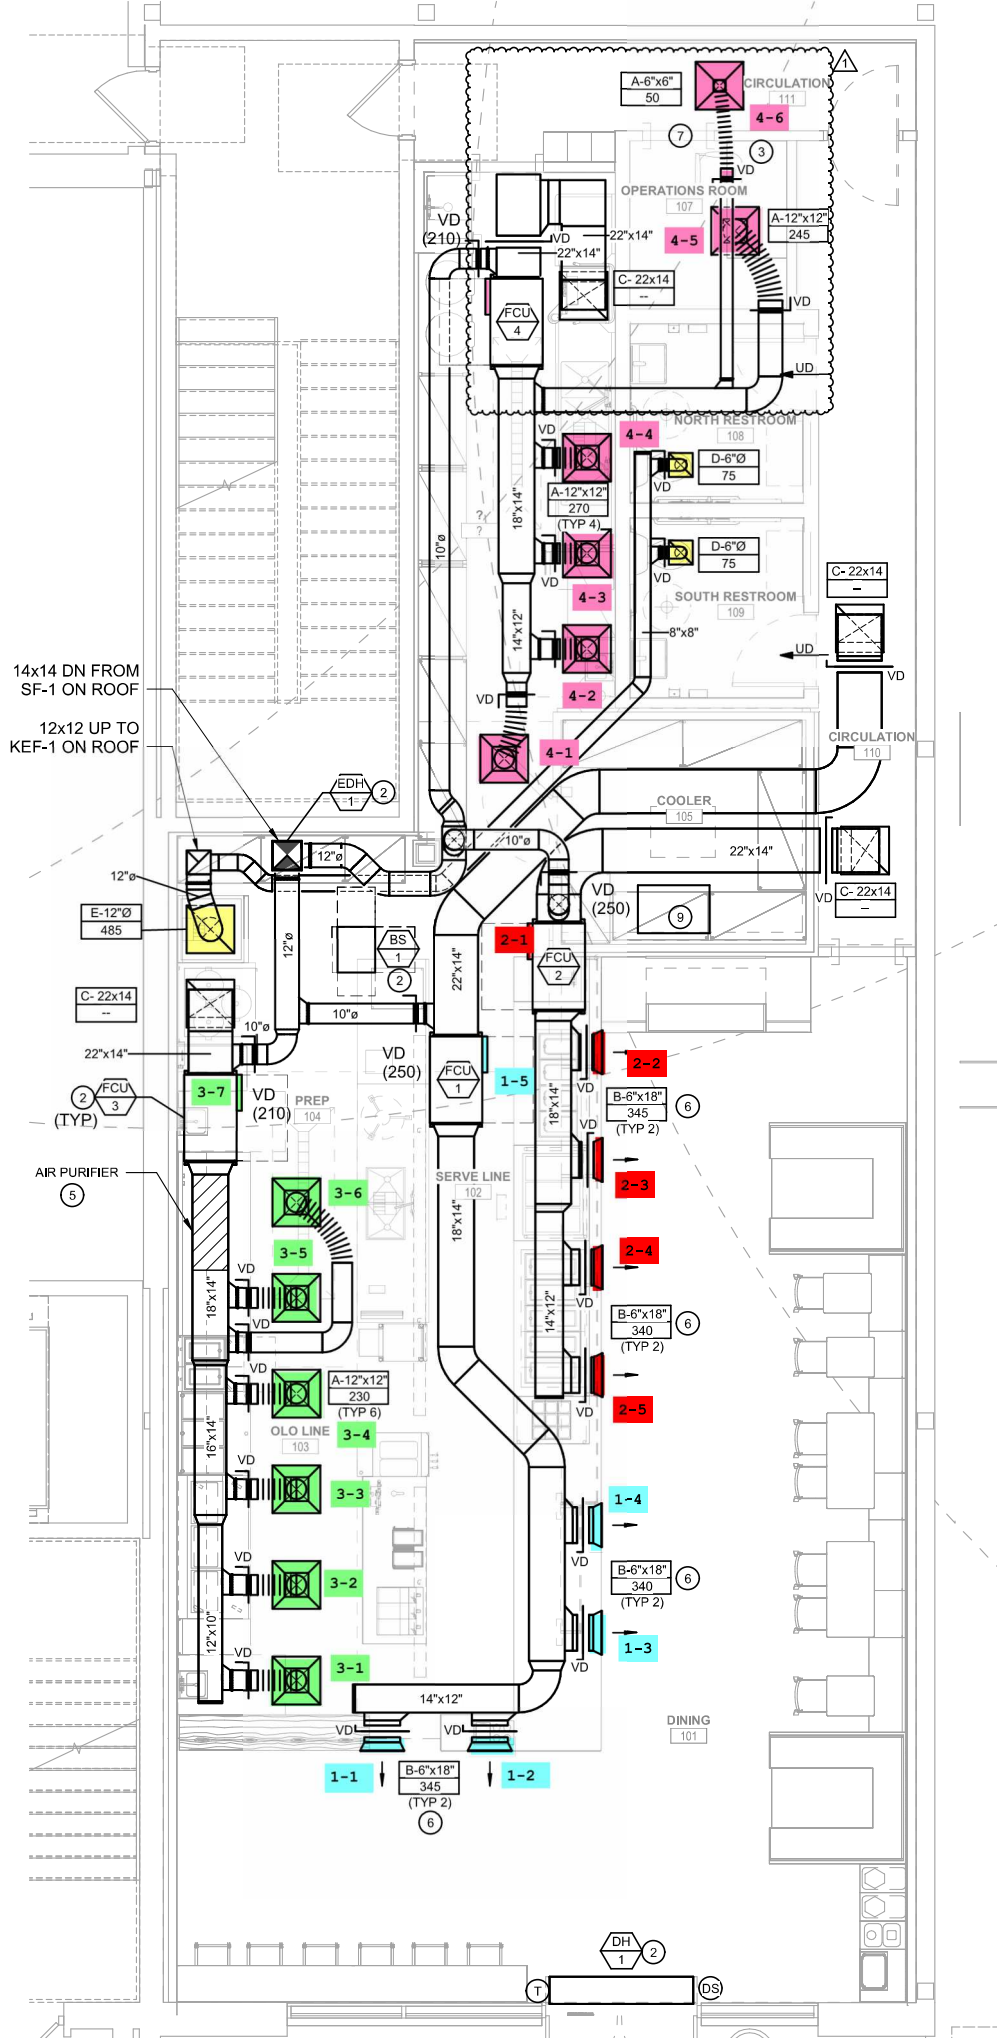 1
A-6"x6"
50
CIRCULATION
111
4-6
7
3
VD
OPERATIONS ROOM
107
A-12"x12"
245
4-5
VD
(210)
VD
22"x14"
22"x14"
C- 22x14
--
VD
FCU
4
UD
NORTH RESTROOM
108
4-4
VD
D-6"Ø
75
VD
A-12"x12"
270
(TYP 4)
18"x14"
?
?
10"ø
VD
D-6"Ø
75
VD
4-3
SOUTH RESTROOM
109
C- 22x14
–
14"x12"
8"x8"
UD
VD
14x14 DN FROM
SF-1 ON ROOF
VD
4-2
12x12 UP TO
KEF-1 ON ROOF
4-1
CIRCULATION
110
EDH
1
2
COOLER
105
12"ø
10"ø
22"x14"
12"ø
VD
C- 22x14
–
VD
(250)
E-12"Ø
485
9
12"ø
BS
1
2
22"x14"
2-1
FCU
2
C- 22x14
--
10"ø
10"ø
22"x14"
VD
(250)
FCU
1
1-5
2-2
VD
3-7
VD
(210)
2
(TYP)
FCU
3
PREP
104
18"x14"
B-6"x18"
345
(TYP 2)
6
VD
AIR PURIFIER
5
3-6
SERVE LINE
102
18"x14"
2-3
3-5
2-4
VD
18"x14"
VD
14"x12"
B-6"x18"
340
(TYP 2)
6
VD
VD
A-12"x12"
230
(TYP 6)
VD
2-5
OLO LINE
103
3-4
16"x14"
VD
3-3
1-4
VD
VD
3-2
B-6"x18"
340
(TYP 2)
6
12"x10"
VD
3-1
1-3
VD
14"x12"
VD
VD
DINING
101
1-1
B-6"x18"
345
(TYP 2)
6
1-2
DH
1
2
T
DS